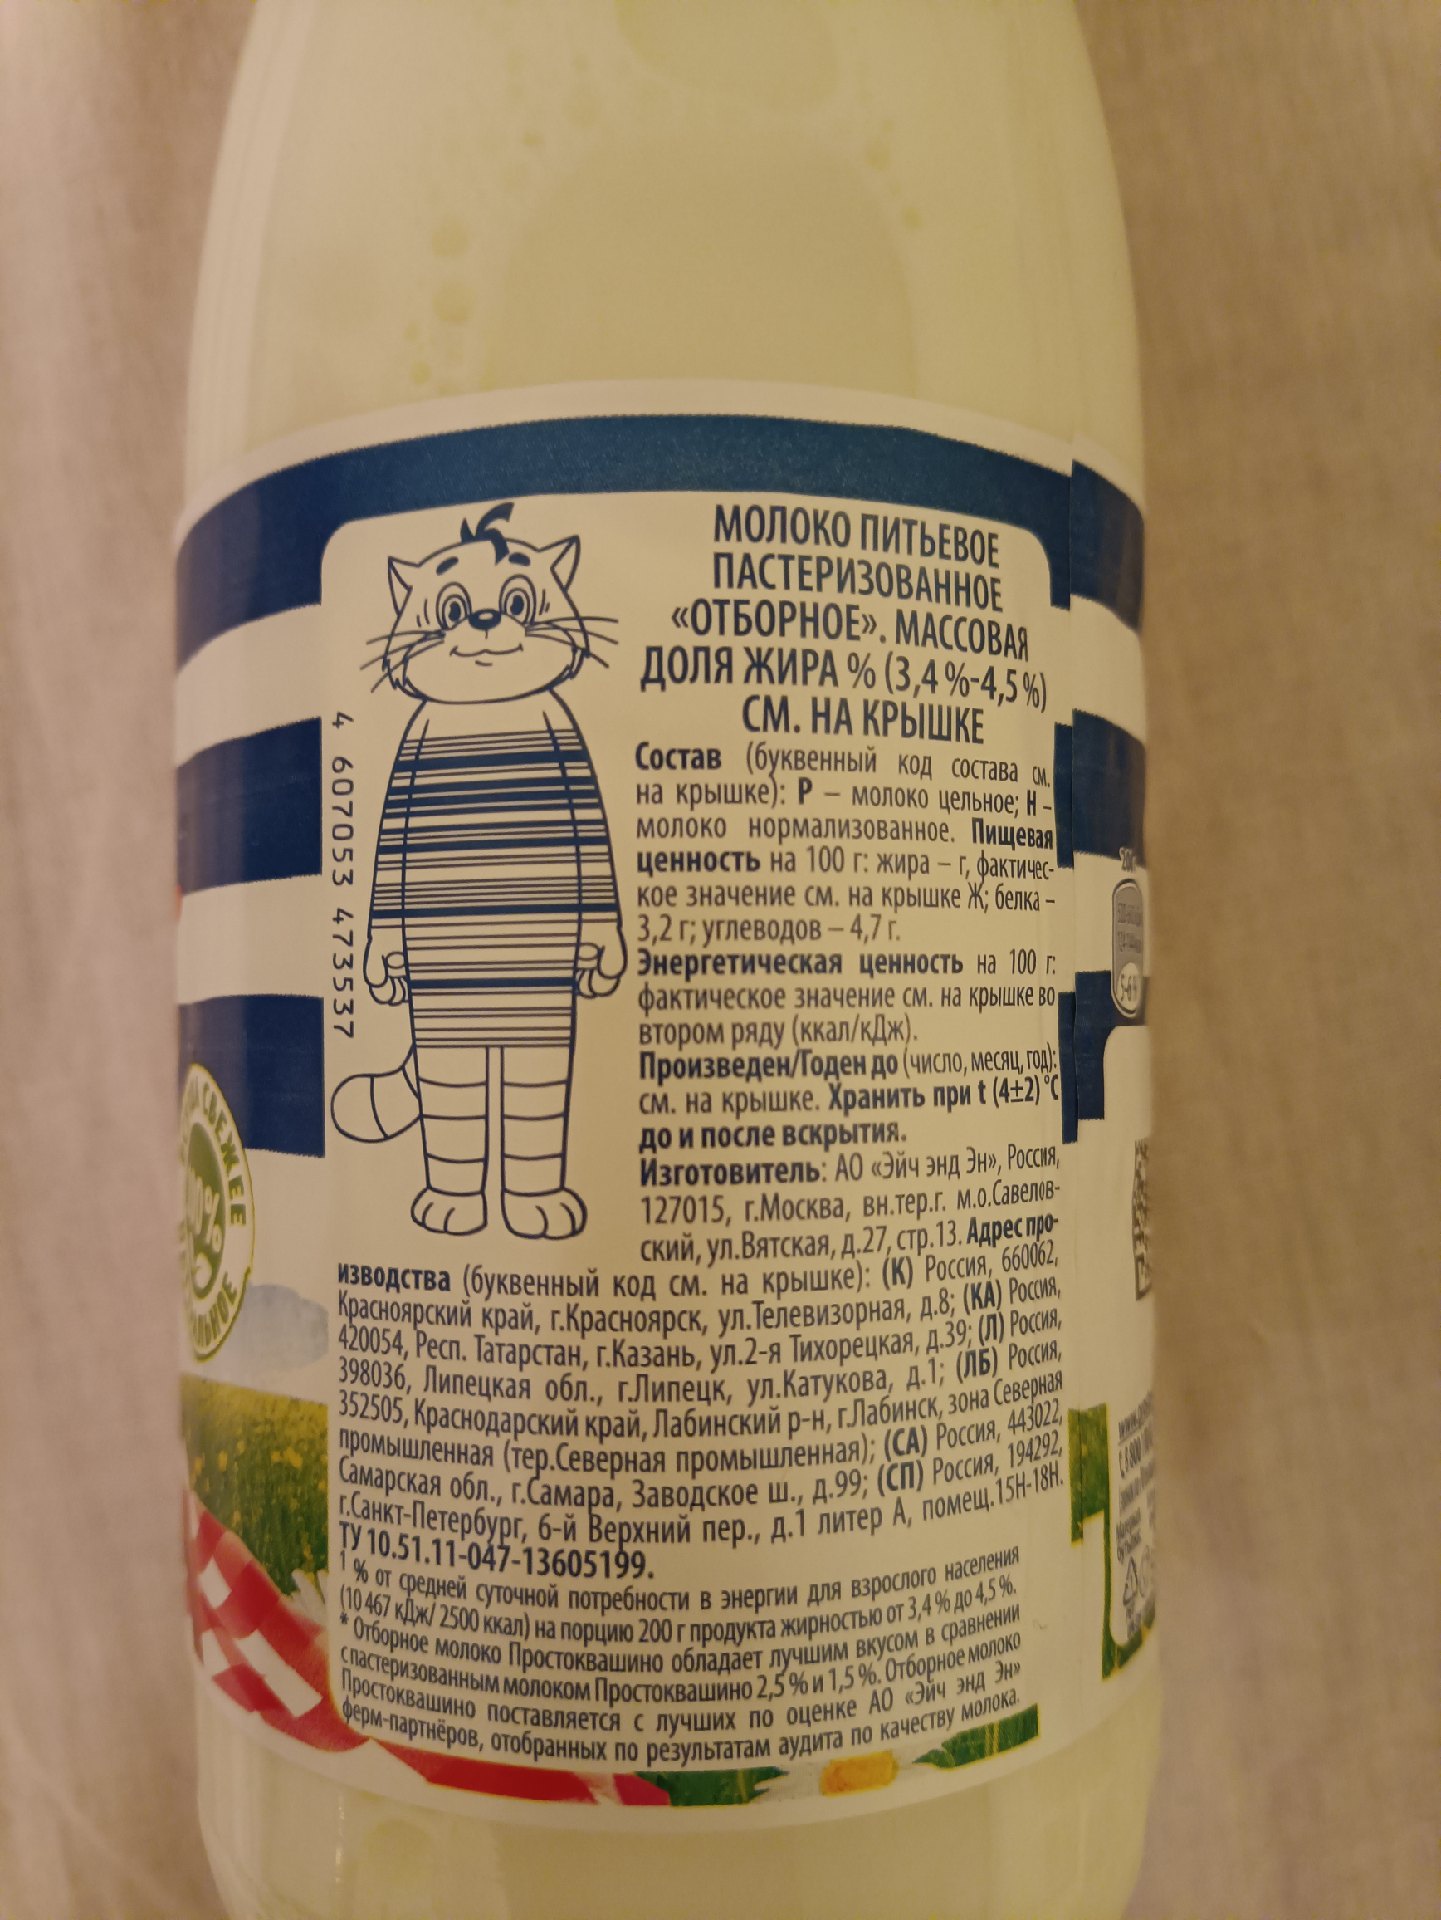 МОЛОКО ПИТЬЕВОЕ
ПАСТЕРИЗОВАННОЕ
«ОТБОРНОЕ». МАССОВАЯ
ДОЛЯ ЖИРА % (3,4 %-4,5 %)
СМ. НА КРЫШКЕ
Состав (буквенный код состава см.
на крышке): Р – молоко цельное; Н –
молоко нормализованное. Пищевая
ценность на 100 г: жира – г, фактичес-
кое значение см. на крышке Ж; белка –
3,2 г; углеводов – 4,7 г.
Энергетическая ценность на 100 г:
фактическое значение см. на крышке во
втором ряду (ккал/кДж).
Произведен/Годен до (число, месяц, год):
см. на крышке. Хранить при t (4±2) °C
до и после вскрытия.
Изготовитель: АО «Эйч энд Эн», Россия,
127015, г.Москва, вн.тер.г. м.о.Савелов-
ский, ул.Вятская, д.27, стр.13. Адрес про-
изводства (буквенный код см. на крышке): (К) Россия, 660062,
Красноярский край, г.Красноярск, ул.Телевизорная, д.8; (КА) Россия,
420054, Респ. Татарстан, г.Казань, ул.2-я Тихорецкая, д.39; (Л) Россия,
398036, Липецкая обл., г.Липецк, ул.Катукова, д.1; (ЛБ) Россия,
352505, Краснодарский край, Лабинский р-н, г.Лабинск, зона Северная
промышленная (тер.Северная промышленная); (СА) Россия, 443022,
Самарская обл., г.Самара, Заводское ш., д.99; (СП) Россия, 194292,
г.Санкт-Петербург, 6-й Верхний пер., д.1 литер А, помещ.15Н-18Н.
ТУ 10.51.11-047-13605199.
1 % от средней суточной потребности в энергии для взрослого населения
(10 467 кДж/ 2500 ккал) на порцию 200 г продукта жирностью от 3,4 % до 4,5 %.
* Отборное молоко Простоквашино обладает лучшим вкусом в сравнении
с пастеризованным молоком Простоквашино 2,5 % и 1,5 %. Отборное молоко
Простоквашино поставляется с лучших по оценке АО «Эйч энд Эн»
ферм-партнёров, отобранных по результатам аудита по качеству молока.
4 607053 473537
СВЕЖЕЕ